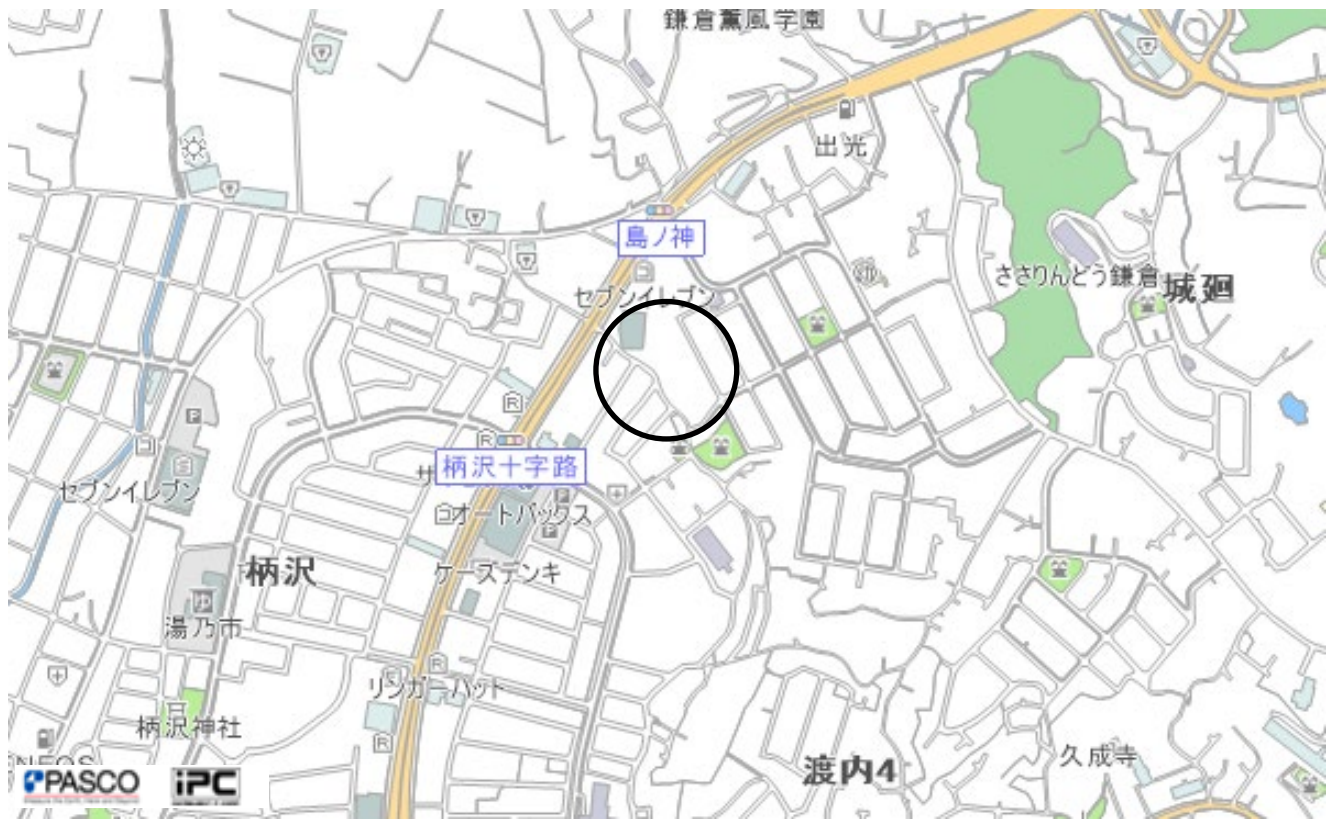 鎌倉薫風学園
出光
島ノ神
セブンイレブン
ささりんどう鎌倉
城廻
柄沢十字路
サ
セブンイレブン
オートバックス
ケーズデンキ
柄沢
湯乃市
リンガーハット
柄沢神社
渡内4
久成寺
ENEOS
PASCO
iPC